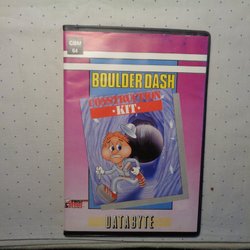 CBM
64
BOULDER DASH
CONSTRUCTION
• KIT •
DATABYTE